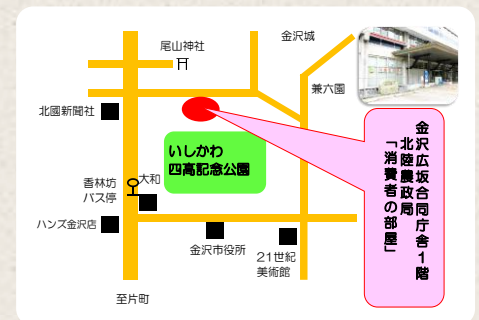 尾山神社
金沢城
兼六園
北國新聞社
いしかわ
四高記念公園
香林坊
バス停
大和
ハンズ金沢店
金沢市役所
21世紀
美術館
至片町
金沢広坂合同庁舎1階
北陸農政局
「消費者の部屋」